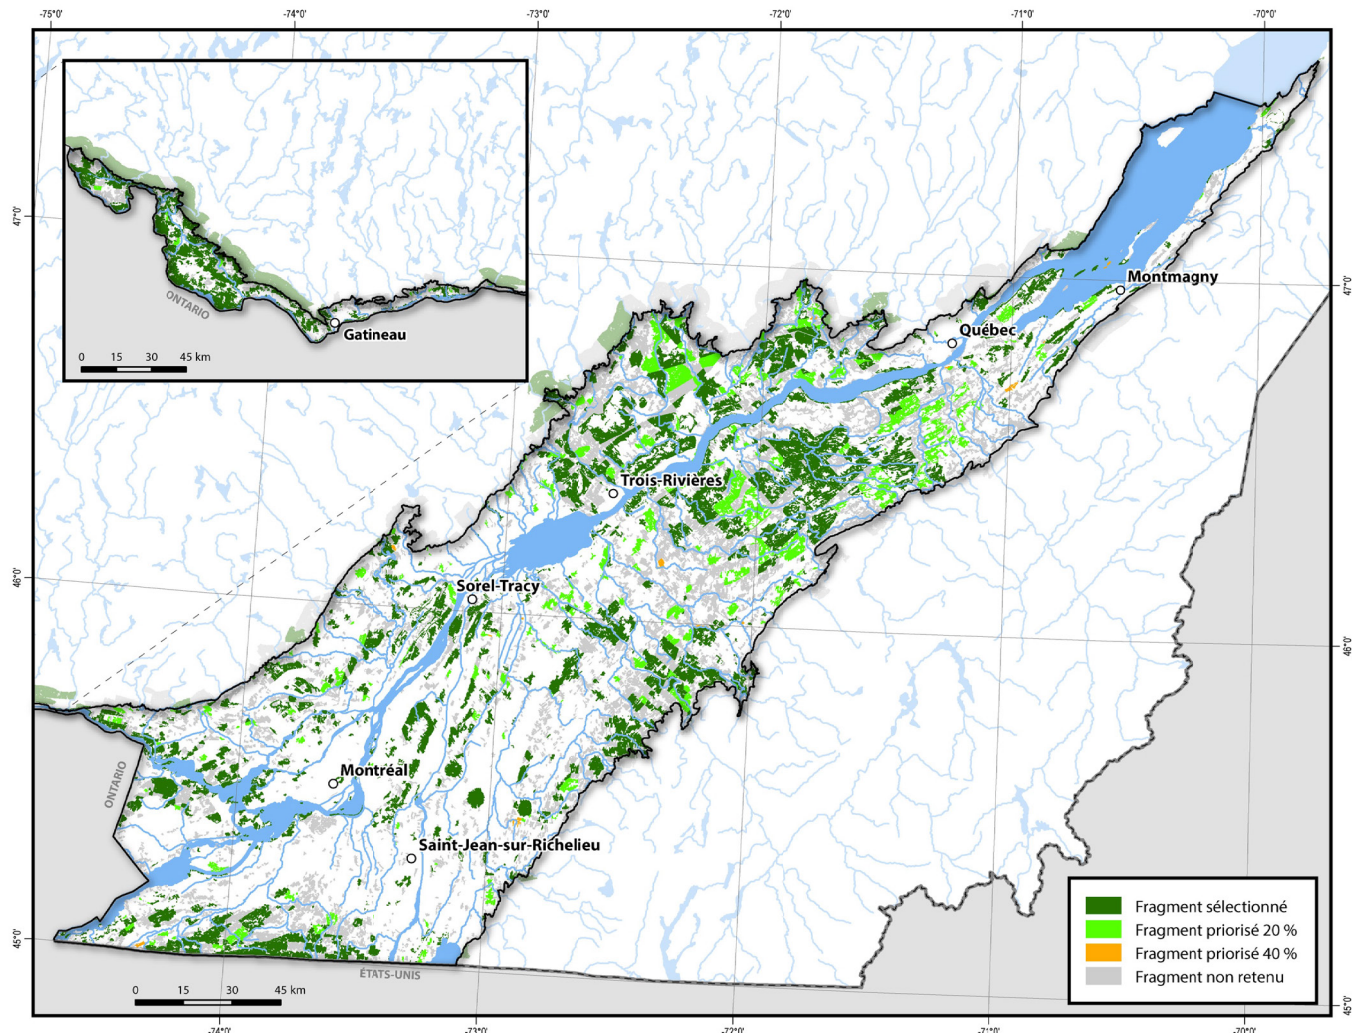 -75°0'
-74°0'
-73°0'
-72°0'
-71°0'
-70°0'
47°0'
ONTARIO
Gatineau
0 15 30 45 km
Montmagny
47°0'
Québec
Trois-Rivières
46°0'
Sorel-Tracy
46°0'
Montréal
ONTARIO
Saint-Jean-sur-Richelieu
45°0'
ÉTATS-UNIS
0 15 30 45 km
Fragment sélectionné
Fragment priorisé 20 %
Fragment priorisé 40 %
Fragment non retenu
45°0'
-74°0'
-73°0'
-72°0'
-71°0'
-70°0'